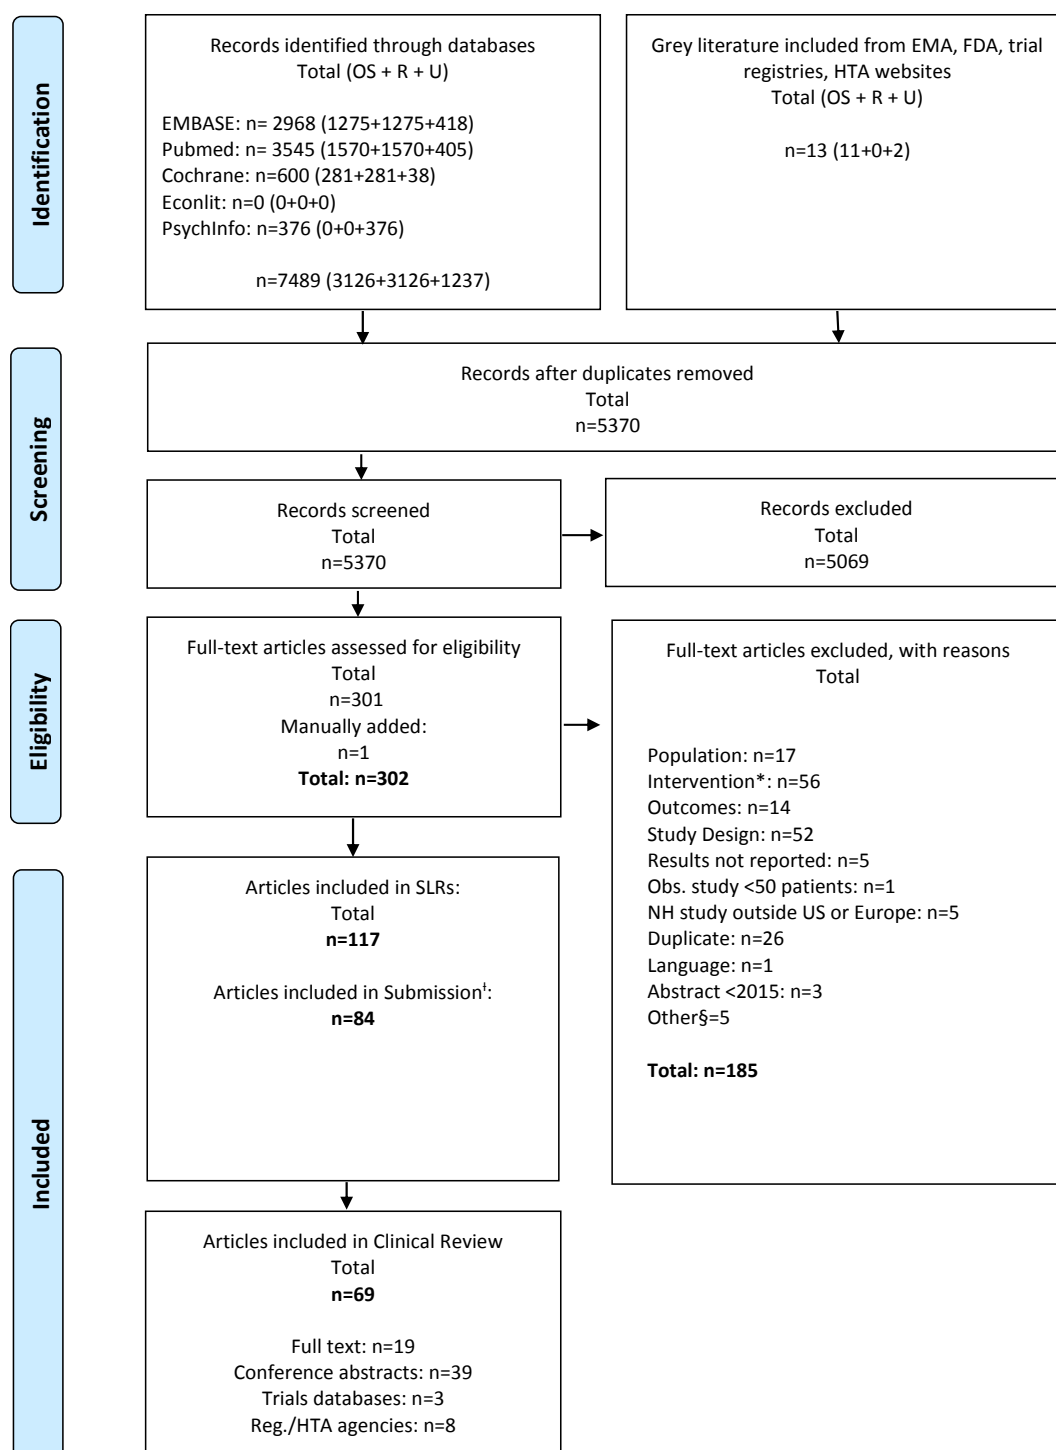 Identification
Records identified through databases
Total (OS + R + U)
EMBASE: n= 2968 (1275+1275+418)
Pubmed: n= 3545 (1570+1570+405)
Cochrane: n=600 (281+281+38)
Econlit: n=0 (0+0+0)
PsychInfo: n=376 (0+0+376)
n=7489 (3126+3126+1237)
Grey literature included from EMA, FDA, trial
registries, HTA websites
Total (OS + R + U)
n=13 (11+0+2)
Screening
Records after duplicates removed
Total
n=5370
Records screened
Total
n=5370
Records excluded
Total
n=5069
Eligibility
Full-text articles assessed for eligibility
Total
n=301
Manually added:
n=1
Total: n=302
Full-text articles excluded, with reasons
Total
Population: n=17
Intervention*: n=56
Outcomes: n=14
Study Design: n=52
Results not reported: n=5
Obs. study <50 patients: n=1
NH study outside US or Europe: n=5
Duplicate: n=26
Language: n=1
Abstract <2015: n=3
Other§=5
Total: n=185
Included
Articles included in SLRs:
Total
n=117
Articles included in Submissionƚ:
n=84
Articles included in Clinical Review
Total
n=69
Full text: n=19
Conference abstracts: n=39
Trials databases: n=3
Reg./HTA agencies: n=8